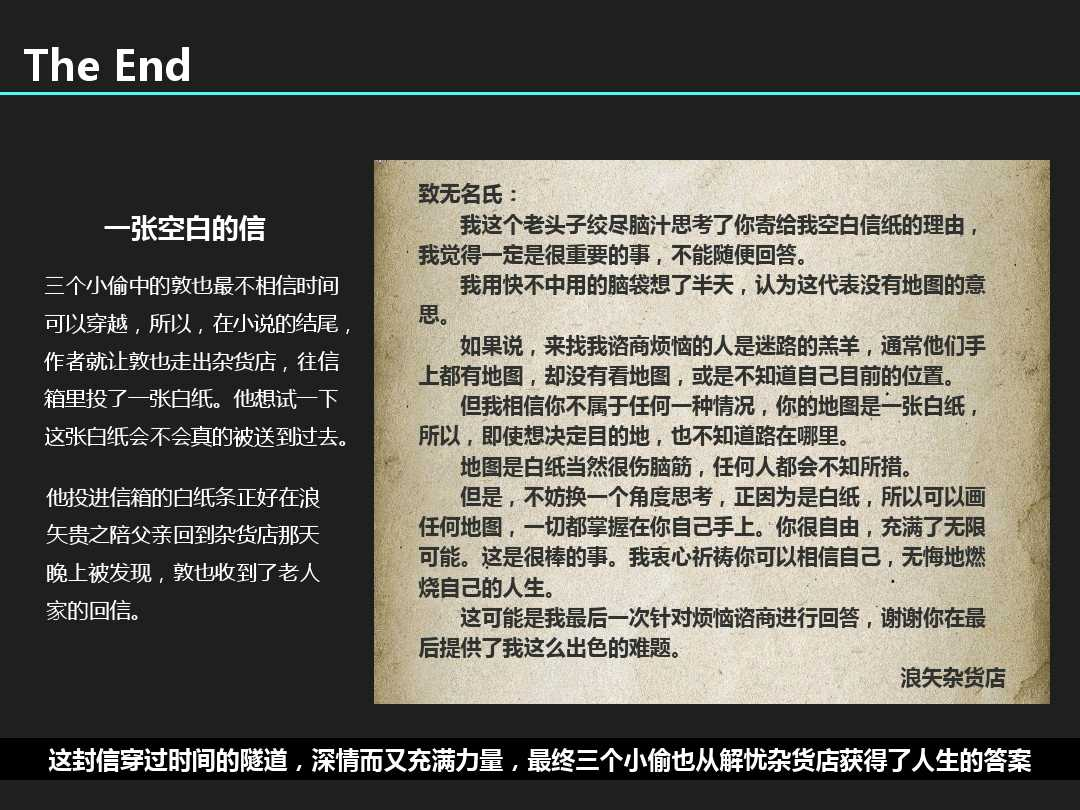 The End
一张空白的信
三个小偷中的敦也最不相信时间
可以穿越，所以，在小说的结尾，
作者就让敦也走出杂货店，往信
箱里投了一张白纸。他想试一下
这张白纸会不会真的被送到过去。
他投进信箱的白纸条正好在浪
矢贵之陪父亲回到杂货店那天
晚上被发现，敦也收到了老人
家的回信。
致无名氏：
我这个老头子绞尽脑汁思考了你寄给我空白信纸的理由，
我觉得一定是很重要的事，不能随便回答。
我用快不中用的脑袋想了半天，认为这代表没有地图的意
思。
如果说，来找我谘商烦恼的人是迷路的羔羊，通常他们手
上都有地图，却没有看地图，或是不知道自己目前的位置。
但我相信你不属于任何一种情况，你的地图是一张白纸，
所以，即使想决定目的地，也不知道路在哪里。
地图是白纸当然很伤脑筋，任何人都会不知所措。
但是，不妨换一个角度思考，正因为是白纸，所以可以画
任何地图，一切都掌握在你自己手上。你很自由，充满了无限
可能。这是很棒的事。我衷心祈祷你可以相信自己，无悔地燃
烧自己的人生。
这可能是我最后一次针对烦恼谘商进行回答，谢谢你在最
后提供了我这么出色的难题。
浪矢杂货店
这封信穿过时间的隧道，深情而又充满力量，最终三个小偷也从解忧杂货店获得了人生的答案